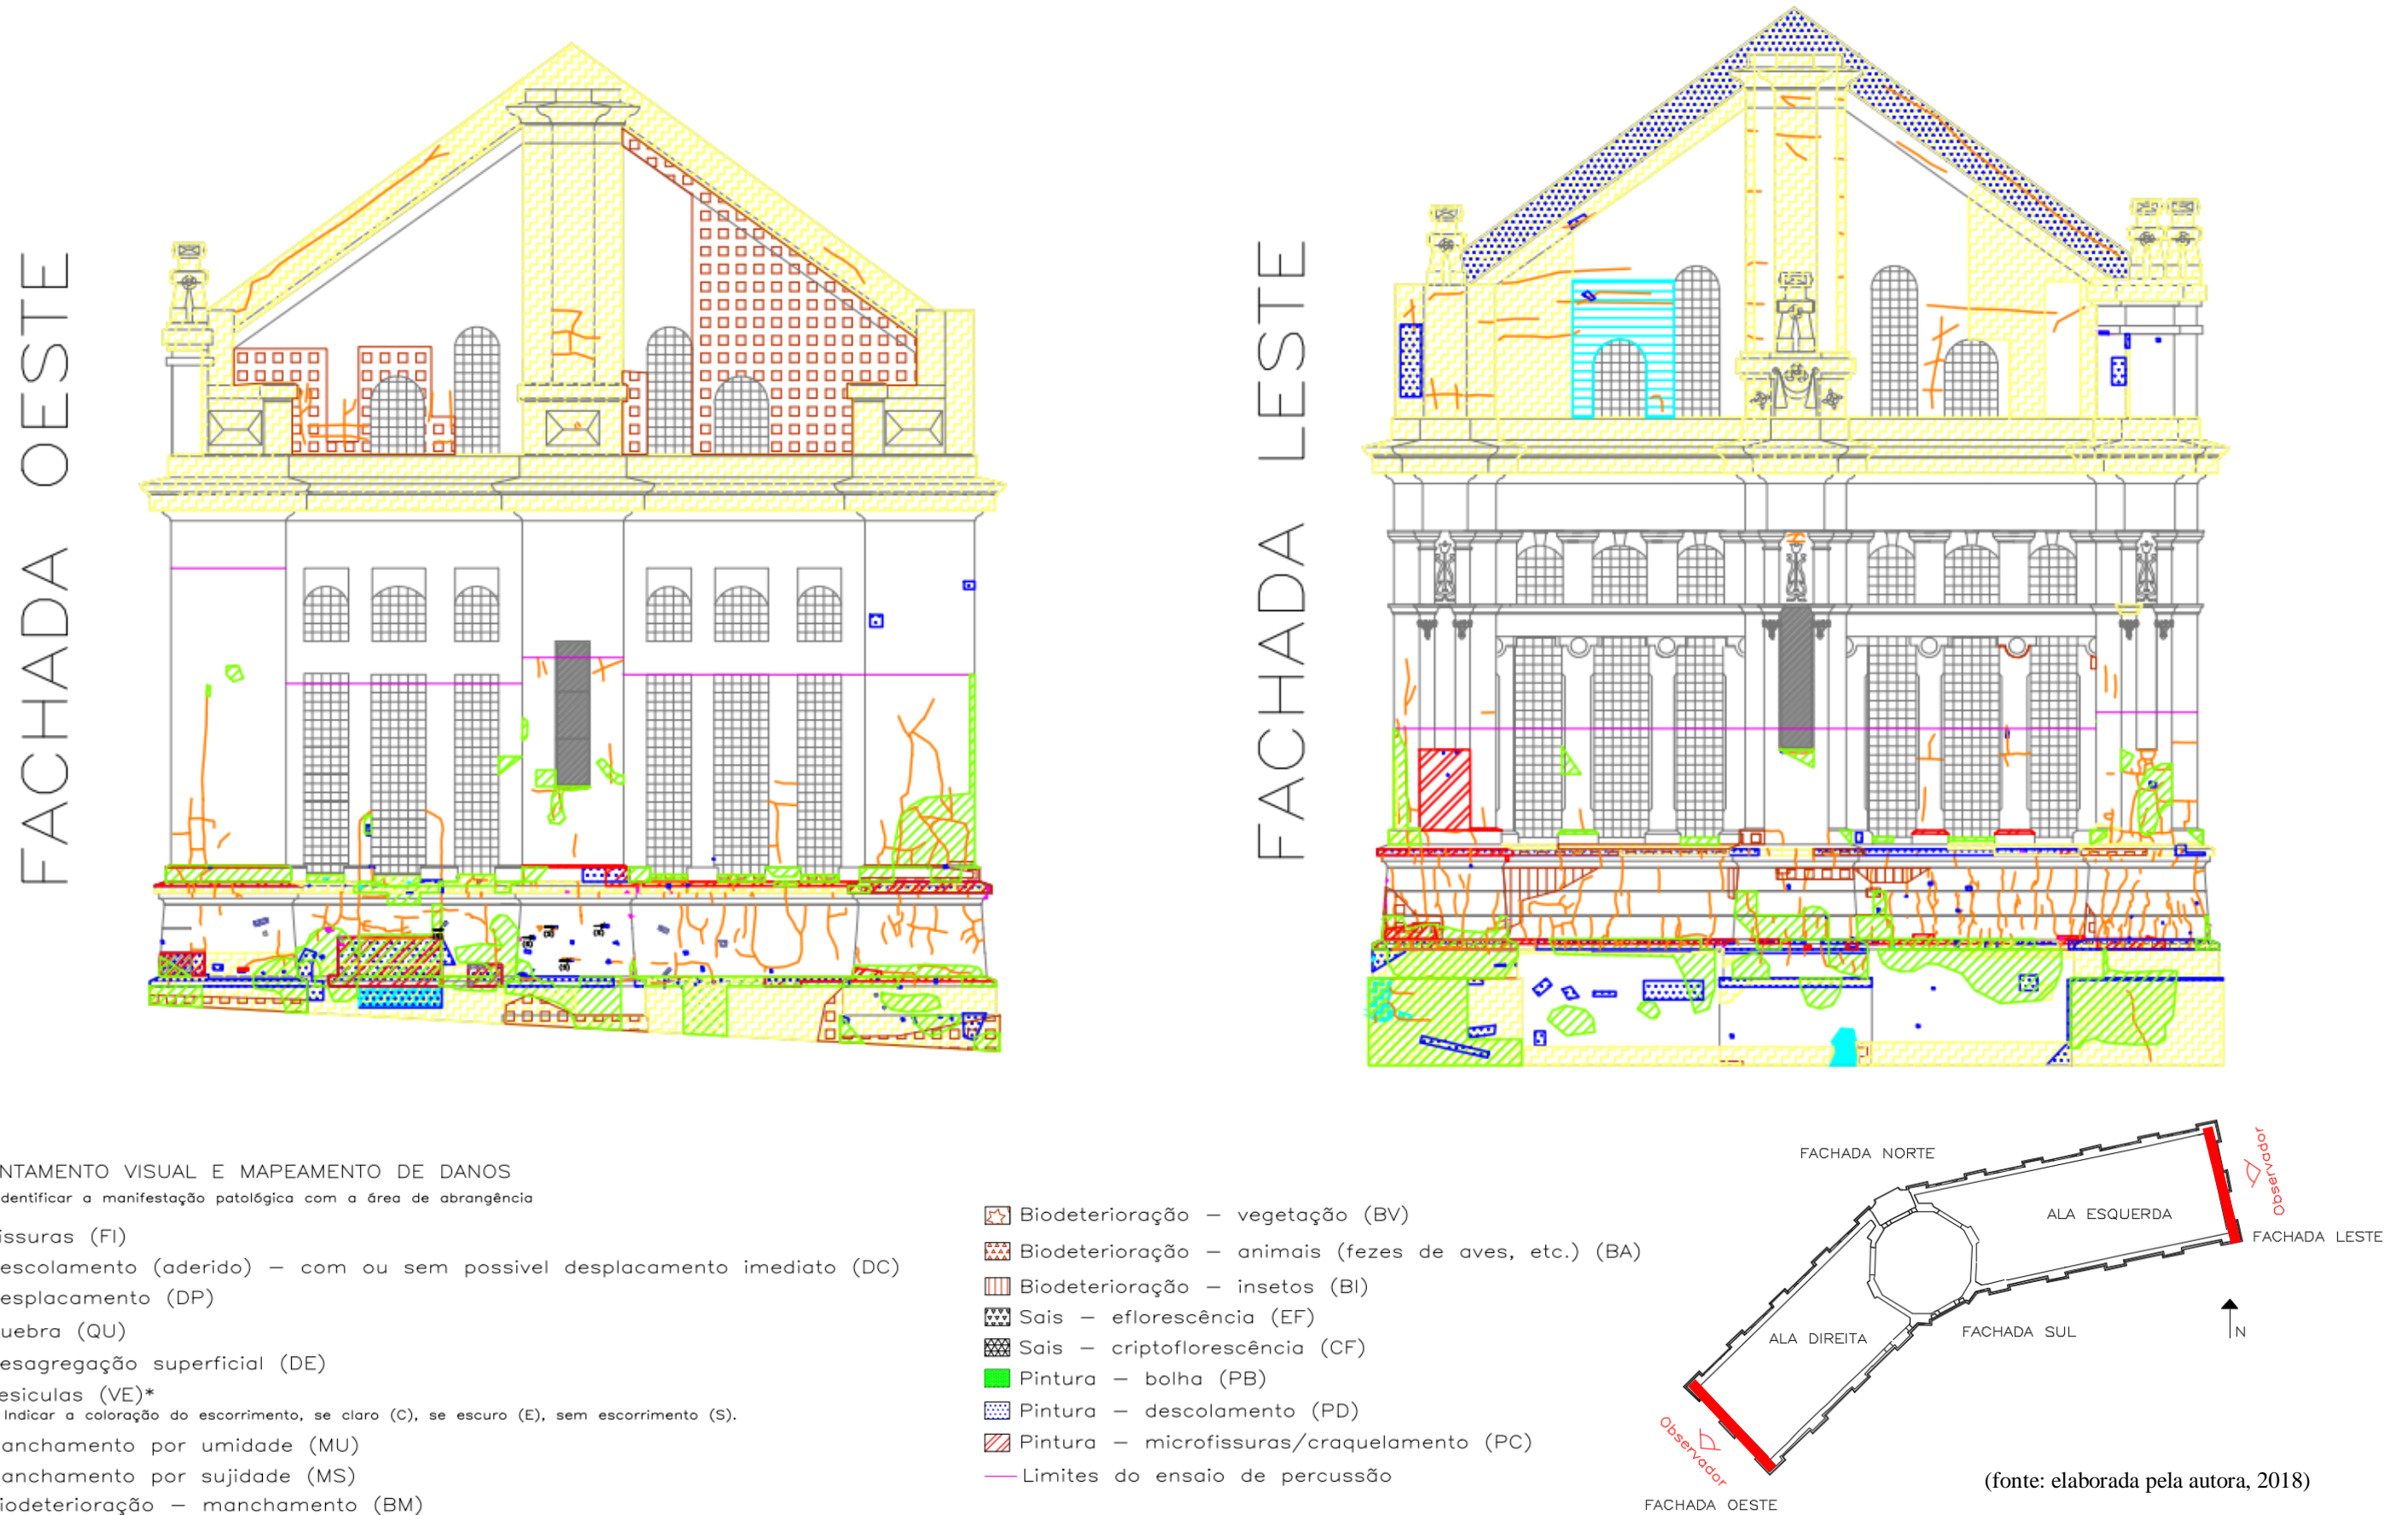 FACHADA OESTE
FACHADA LESTE
NTAMENTO VISUAL E MAPEAMENTO DE DANOS
dentificar a manifestação patológica com a área de abrangência
issuras (FI)
escolamento (aderido) – com ou sem possivel desplacamento imediato (DC)
esplacamento (DP)
uebra (QU)
esagregação superficial (DE)
esiculas (VE)*
Indicar a coloração do escorrimento, se claro (C), se escuro (E), sem escorrimento (S).
anchamento por umidade (MU)
anchamento por sujidade (MS)
iodeterioração – manchamento (BM)
Biodeterioração – vegetação (BV)
Biodeterioração – animais (fezes de aves, etc.) (BA)
Biodeterioração – insetos (BI)
Sais – eflorescência (EF)
Sais – criptoflorescência (CF)
Pintura – bolha (PB)
Pintura – descolamento (PD)
Pintura – microfissuras/craquelamento (PC)
Limites do ensaio de percussão
FACHADA NORTE
Observador
ALA ESQUERDA
FACHADA LESTE
ALA DIREITA
FACHADA SUL
N
Observador
FACHADA OESTE
(fonte: elaborada pela autora, 2018)